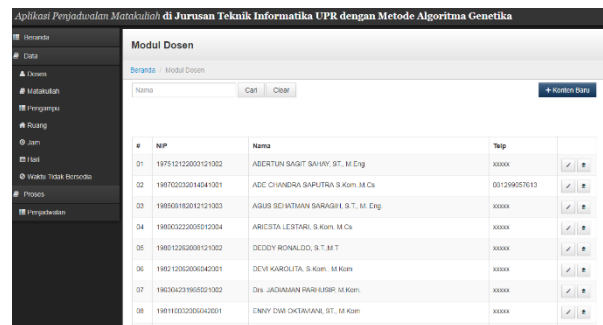 Aplikasi Penjadwalan Matakuliah di Jurusan Teknik Informatika UPR dengan Metode Algoritma Genetika
Beranda
Data
Dosen
Matakuliah
Pengampu
Ruang
Jam
Hari
Waktu Tidak Bersedia
Proses
Penjadwalan
Modul Dosen
Beranda / Modul Dosen
Nama Cari Clear + Konten Baru
# NIP Nama Telp
01 197512122003121002 ABERTUN SAGIT SAHAY, ST., M.Eng xxxxx
02 198702032014041001 ADE CHANDRA SAPUTRA S.Kom.,M.Cs 081299057613
03 AGUS SEHATMAN SARAGIH, S.T., M. Eng. xxxxx
04 ARIESTA LESTARI, S.Kom, M.Cs xxxxx
05 198012262008121002 DEDDY RONALDO, S.T.,M.T xxxxx
06 198212062006042001 DEVI KAROLITA, S.Kom., M.Kom xxxxx
07 Drs. JADIAMAN PARHUSIP, M.Kom. xxxxx
08 ENNY DWI OKTAVIANI, ST., M.Kom xxxxx